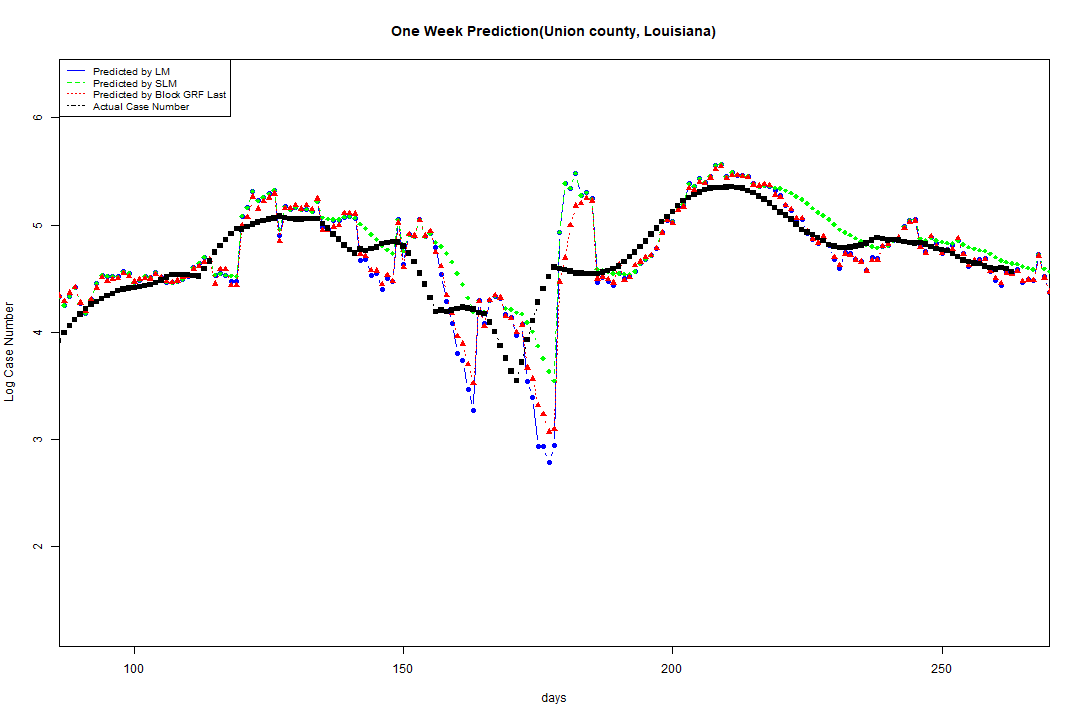 One Week Prediction(Union county, Louisiana)
Predicted by LM
Predicted by SLM
Predicted by Block GRF Last
Actual Case Number
6
5
4
3
2
Log Case Number
100 150 200 250
days